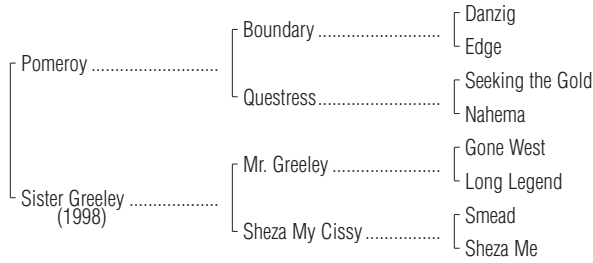 Danzig
Boundary ..........................
Edge
Pomeroy ...........................
Seeking the Gold
Questress..........................
Nahema
Gone West
Mr. Greeley .......................
Long Legend
Sister Greeley ...................
(1998)
Smead
Sheza My Cissy................
Sheza Me